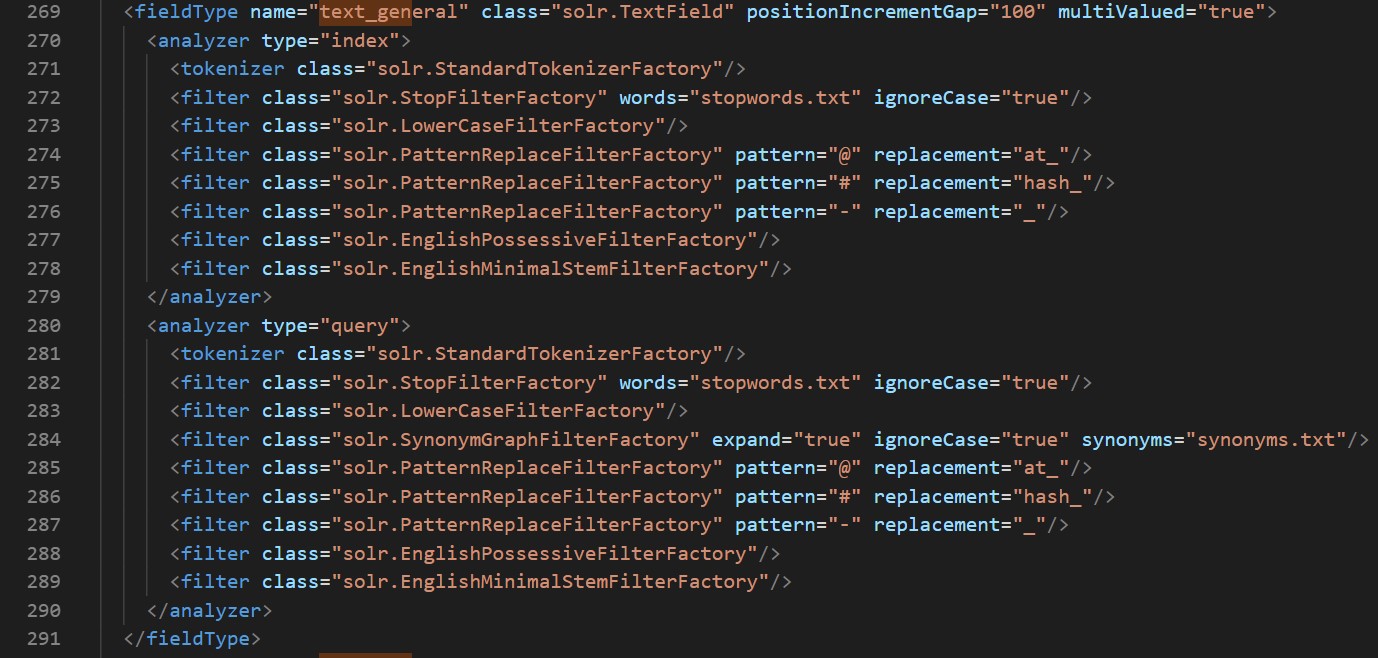 269 <fieldType name="text_general" class="solr.TextField" positionIncrementGap="100" multiValued="true">
270 <analyzer type="index">
271 <tokenizer class="solr.StandardTokenizerFactory"/>
272 <filter class="solr.StopFilterFactory" words="stopwords.txt" ignoreCase="true"/>
273 <filter class="solr.LowerCaseFilterFactory"/>
274 <filter class="solr.PatternReplaceFilterFactory" pattern="@" replacement="at_"/>
275 <filter class="solr.PatternReplaceFilterFactory" pattern="#" replacement="hash_"/>
276 <filter class="solr.PatternReplaceFilterFactory" pattern="-" replacement="_"/>
277 <filter class="solr.EnglishPossessiveFilterFactory"/>
278 <filter class="solr.EnglishMinimalStemFilterFactory"/>
279 </analyzer>
280 <analyzer type="query">
281 <tokenizer class="solr.StandardTokenizerFactory"/>
282 <filter class="solr.StopFilterFactory" words="stopwords.txt" ignoreCase="true"/>
283 <filter class="solr.LowerCaseFilterFactory"/>
284 <filter class="solr.SynonymGraphFilterFactory" expand="true" ignoreCase="true" synonyms="synonyms.txt"/>
285 <filter class="solr.PatternReplaceFilterFactory" pattern="@" replacement="at_"/>
286 <filter class="solr.PatternReplaceFilterFactory" pattern="#" replacement="hash_"/>
287 <filter class="solr.PatternReplaceFilterFactory" pattern="-" replacement="_"/>
288 <filter class="solr.EnglishPossessiveFilterFactory"/>
289 <filter class="solr.EnglishMinimalStemFilterFactory"/>
290 </analyzer>
291 </fieldType>